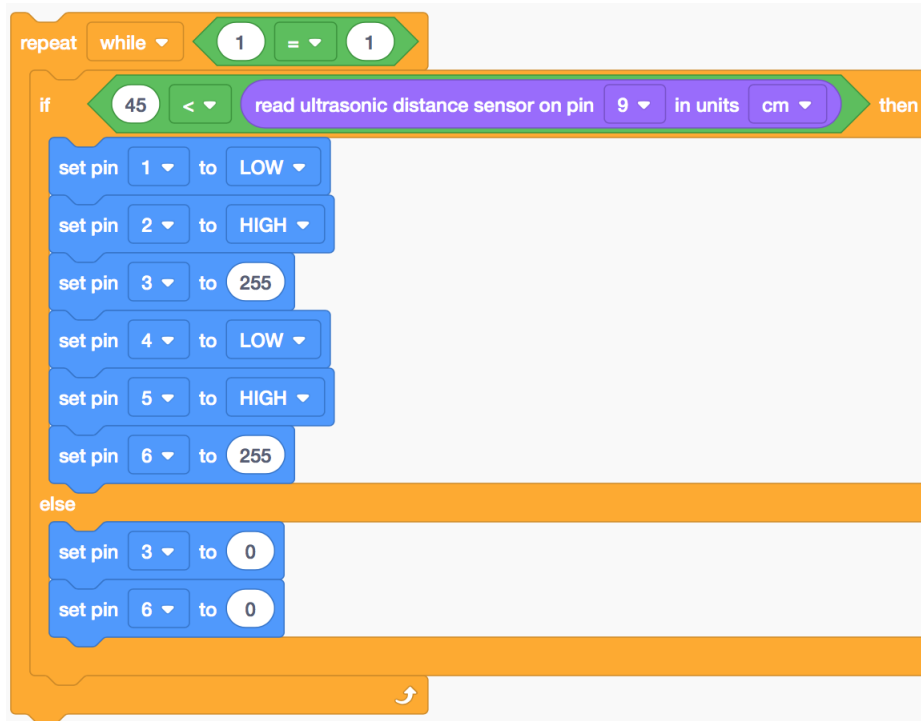 repeat while 1 = 1
if 45 < read ultrasonic distance sensor on pin 9 in units cm then
set pin 1 to LOW
set pin 2 to HIGH
set pin 3 to 255
set pin 4 to LOW
set pin 5 to HIGH
set pin 6 to 255
else
set pin 3 to 0
set pin 6 to 0